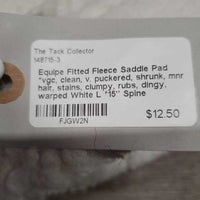 The Tack Collector
148715-3
Equipe Fitted Fleece Saddle Pad
*vgc, clean, v. puckered, shrunk, mnr
hair, stains, clumpy, rubs, dingy,
warped White L *15" Spine
$12.50
FJGW2N